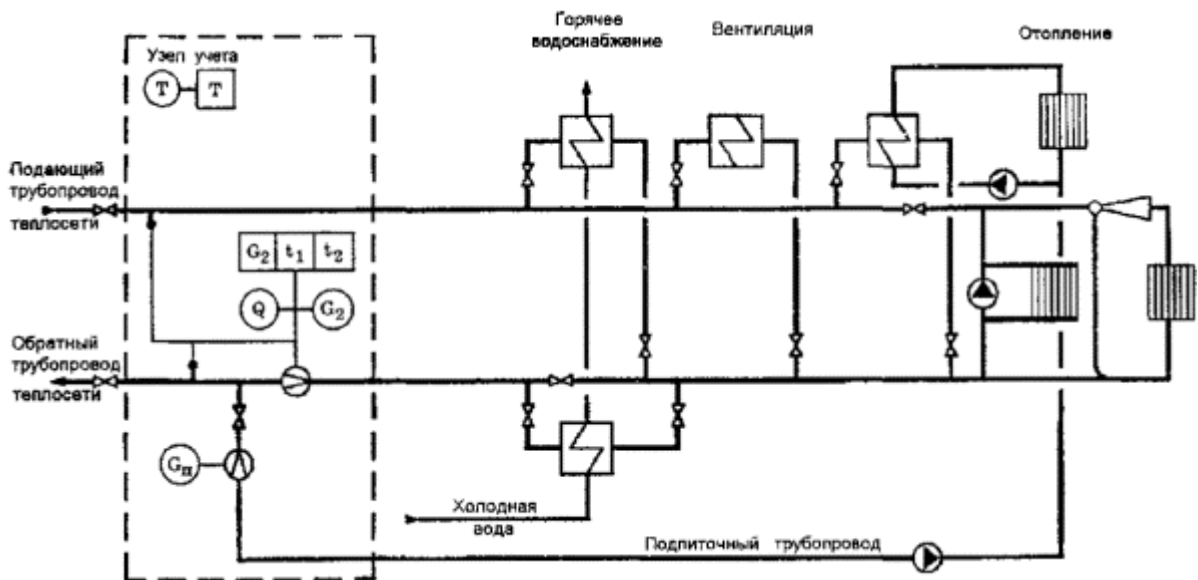 Горячее
водоснабжение
Вентиляция
Отопление
Узел учета
T T
Подающий
трубопровод
теплосети
G₂ t₁ t₂
Q G₂
Обратный
трубопровод
теплосети
Gп
Холодная
вода
Подпиточный трубопровод